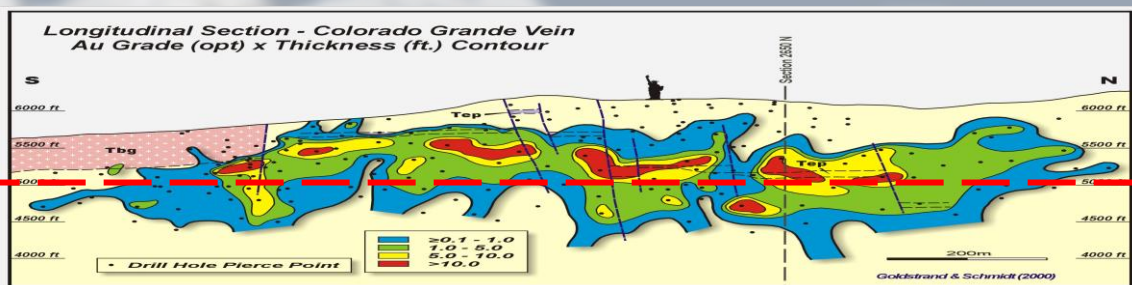 Longitudinal Section - Colorado Grande Vein
Au Grade (opt) x Thickness (ft.) Contour
S
N
Section 2650 N
6000 ft
6000 ft
Tep
5500 ft
5500 ft
Tbg
Tep
4500 ft
4500 ft
4000 ft
4000 ft
≥0.1 - 1.0
1.0 - 5.0
5.0 - 10.0
>10.0
• Drill Hole Pierce Point
200m
Goldstrand & Schmidt (2000)